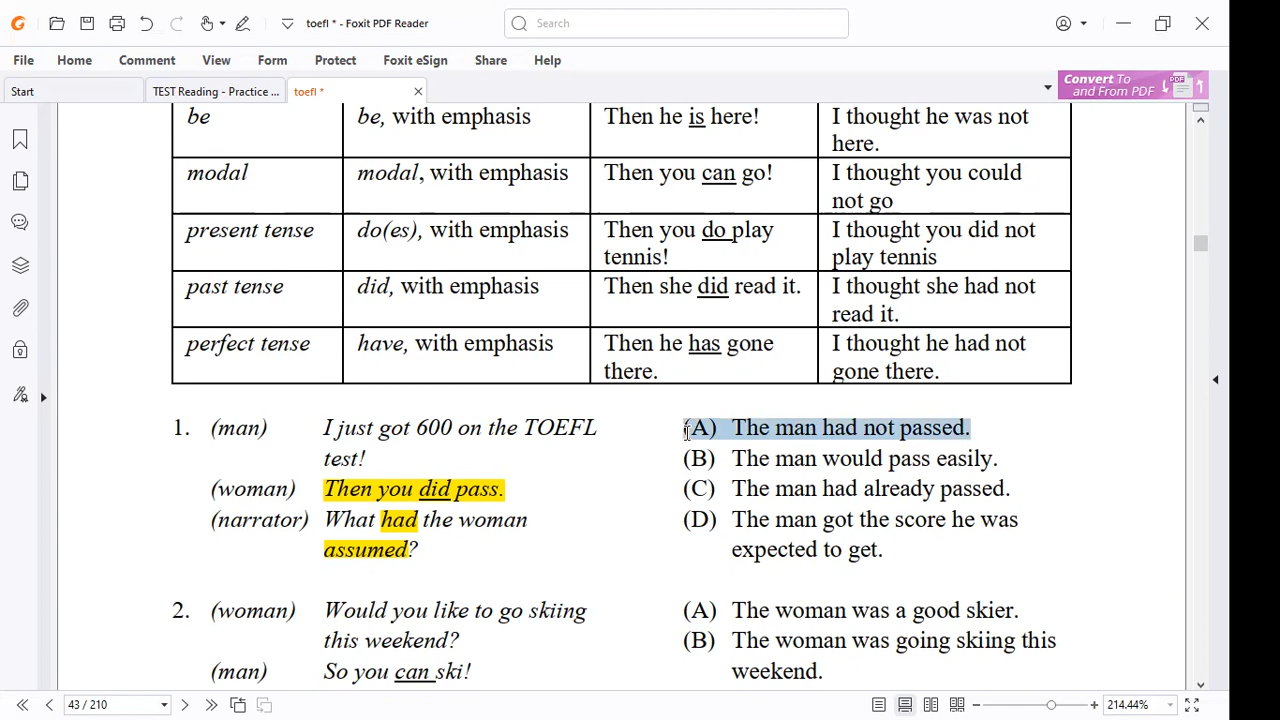 toefl * - Foxit PDF Reader
Search
File Home Comment View Form Protect Foxit eSign Share Help
Convert To
and From PDF
PDF
Start TEST Reading - Practice ... toefl *
be be, with emphasis Then he is here! I thought he was not
here.
modal modal, with emphasis Then you can go! I thought you could
not go
present tense do(es), with emphasis Then you do play I thought you did not
tennis! play tennis
past tense did, with emphasis Then she did read it. I thought she had not
read it.
perfect tense have, with emphasis Then he has gone I thought he had not
there. gone there.
1. (man) I just got 600 on the TOEFL (A) The man had not passed.
test! (B) The man would pass easily.
(woman) Then you did pass. (C) The man had already passed.
(narrator) What had the woman (D) The man got the score he was
assumed? expected to get.
2. (woman) Would you like to go skiing (A) The woman was a good skier.
this weekend? (B) The woman was going skiing this
(man) So you can ski! weekend.
43 / 210 214.44%